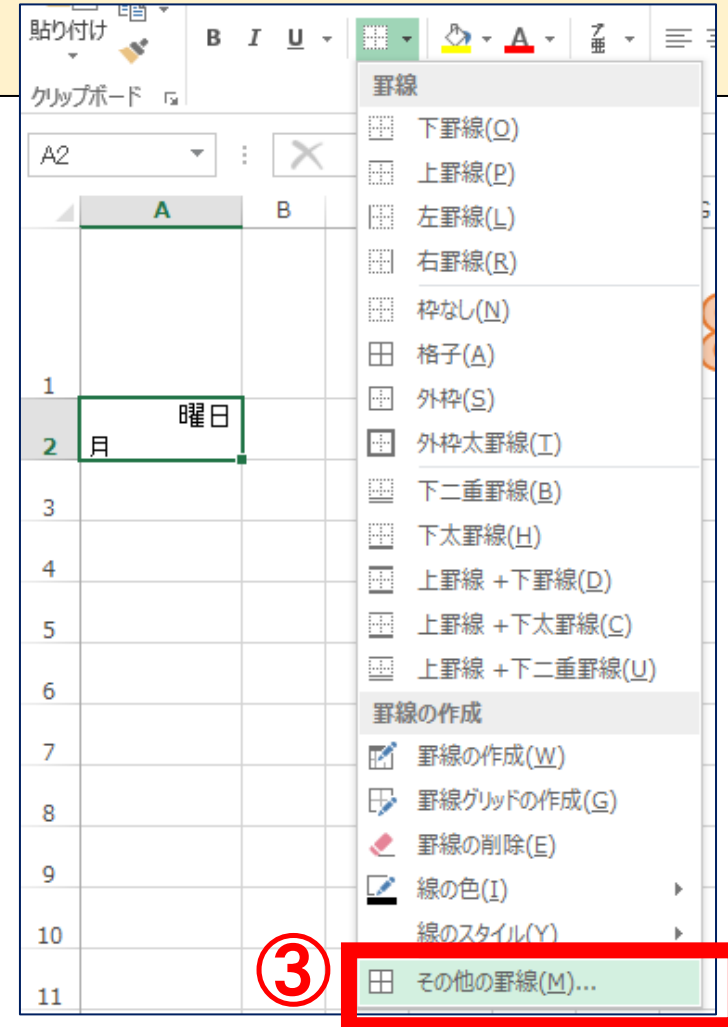 貼り付け
B I U A ア亜
クリップボード
A2
A B G
罫線
下罫線(O)
上罫線(P)
左罫線(L)
右罫線(R)
枠なし(N)
格子(A)
外枠(S)
外枠太罫線(T)
下二重罫線(B)
下太罫線(H)
上罫線 +下罫線(D)
上罫線 +下太罫線(C)
上罫線 +下二重罫線(U)
罫線の作成
罫線の作成(W)
罫線グリッドの作成(G)
罫線の削除(E)
線の色(I)
線のスタイル(Y)
その他の罫線(M)...
1
曜日
2 月
3
4
5
6
7
8
9
10
11
③